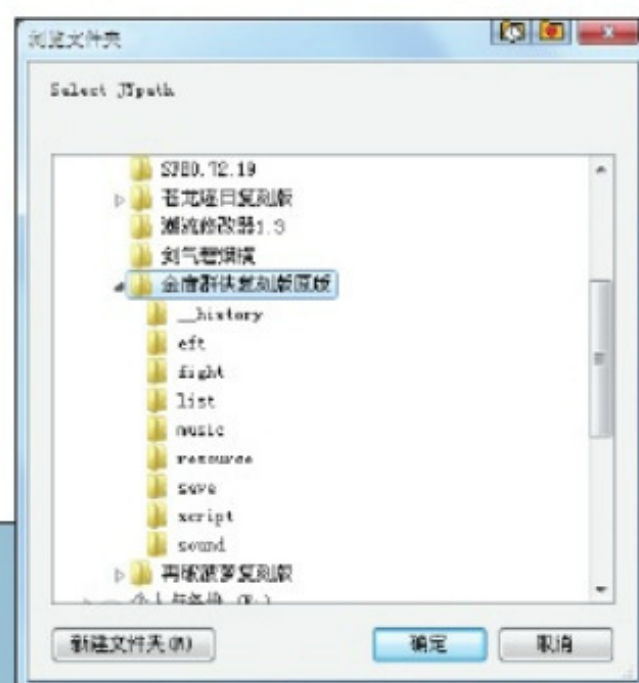 浏览文件夹
Select JYpath
苍龙逐日复刻版
潮流修改器1.3
剑气碧烟横
金庸群侠复刻版原版
__history
eft
fight
list
music
resource
save
script
sound
再战江湖复刻版
新建文件夹(N)
确定
取消